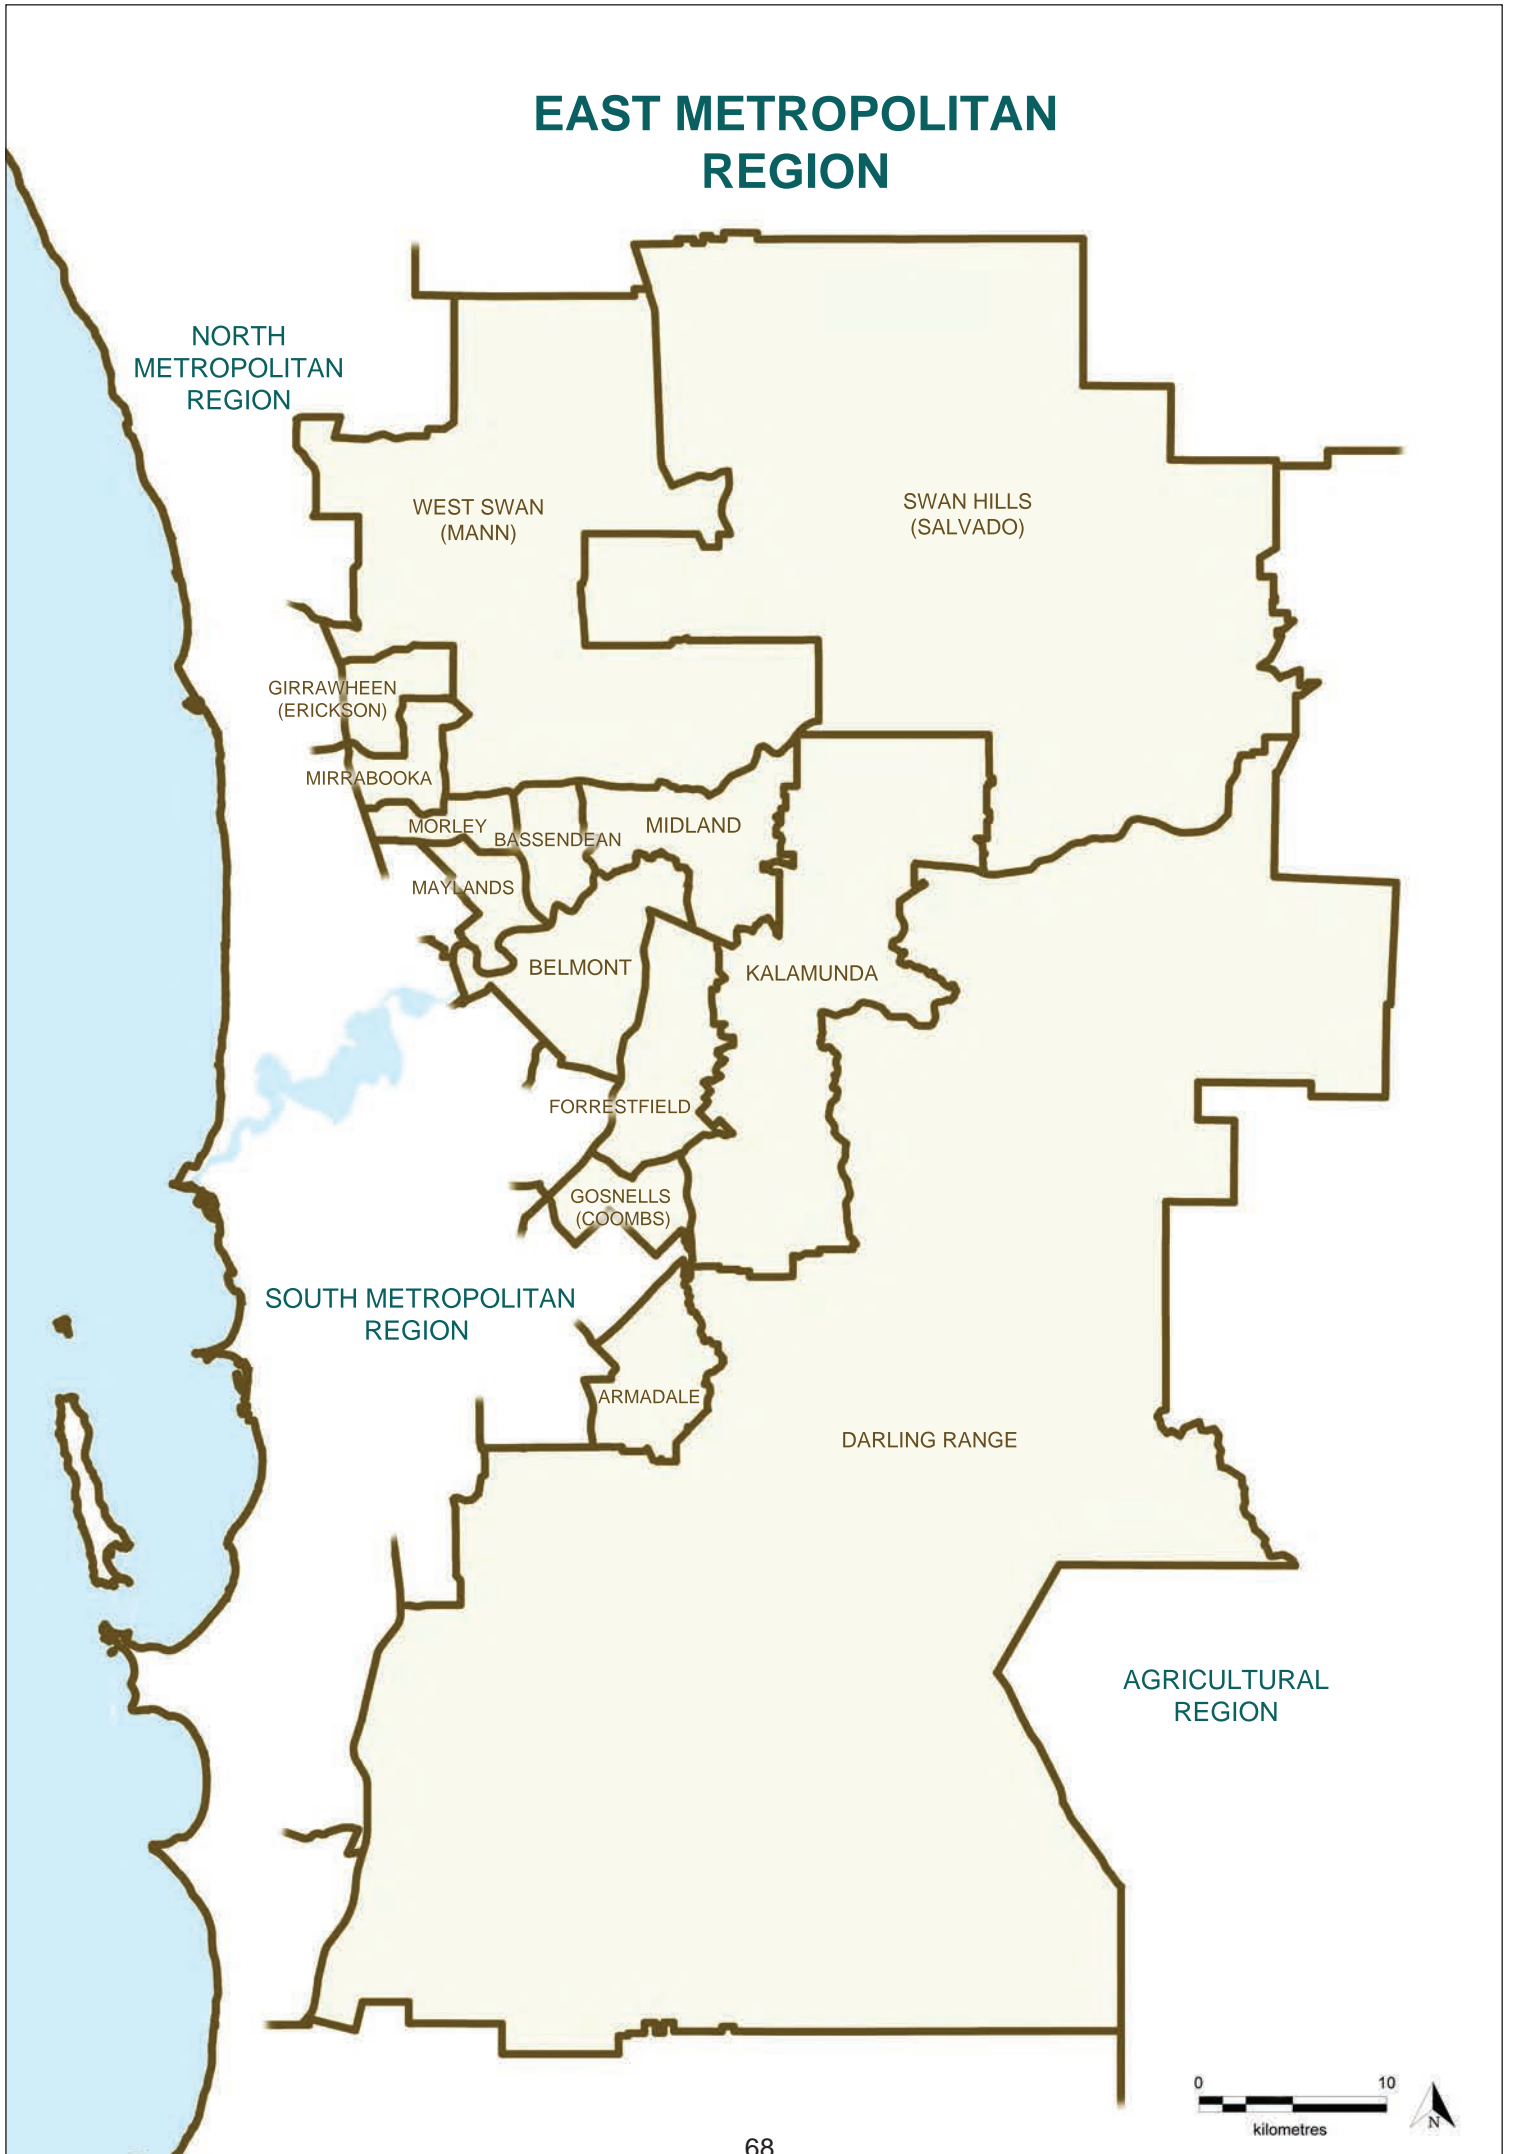 EAST METROPOLITAN
REGION
NORTH
METROPOLITAN
REGION
WEST SWAN
(MANN)
SWAN HILLS
(SALVADO)
GIRRAWHEEN
(ERICKSON)
MIRRABOOKA
MORLEY
BASSENDEAN
MIDLAND
MAYLANDS
BELMONT
KALAMUNDA
FORRESTFIELD
GOSNELLS
(COOMBS)
SOUTH METROPOLITAN
REGION
ARMADALE
DARLING RANGE
AGRICULTURAL
REGION
0 10
kilometres
N
68